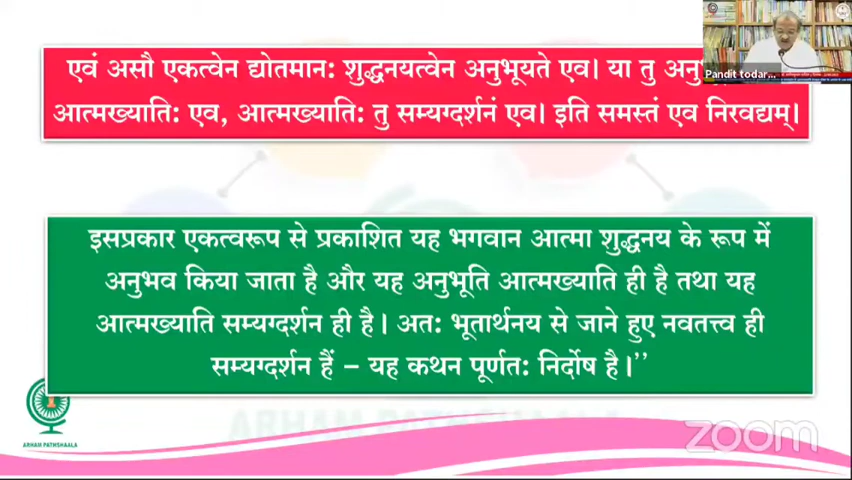 Pandit todar...
एवं असौ एकत्वेन द्योतमान: शुद्धनयत्वेन अनुभूयते एव। या तु
आत्मख्याति: एव, आत्मख्याति: तु सम्यग्दर्शनं एव। इति समस्तं एव निरवद्यम्।
इसप्रकार एकत्वरूप से प्रकाशित यह भगवान आत्मा शुद्धनय के रूप में
अनुभव किया जाता है और यह अनुभूति आत्मख्याति ही है तथा यह
आत्मख्याति सम्यग्दर्शन ही है। अत: भूतार्थनय से जाने हुए नवतत्त्व ही
सम्यग्दर्शन हैं – यह कथन पूर्णत: निर्दोष है।’’
ARHAM PATHSHAALA
ARHAM PATHSHAALA
zoom